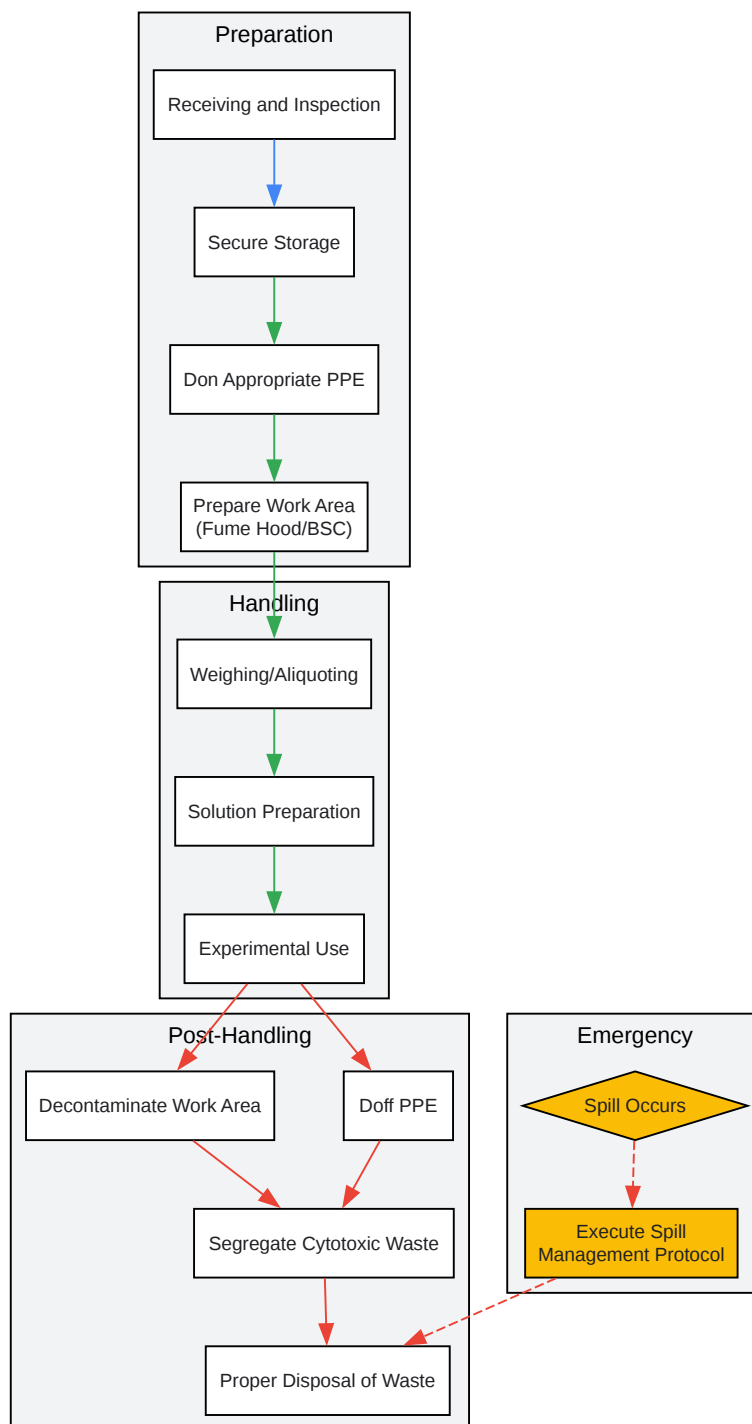 Preparation
Receiving and Inspection
Secure Storage
Don Appropriate PPE
Prepare Work Area
(Fume Hood/BSC)
Handling
Weighing/Aliquoting
Solution Preparation
Experimental Use
Post-Handling
Decontaminate Work Area
Doff PPE
Segregate Cytotoxic Waste
Proper Disposal of Waste
Emergency
Spill Occurs
Execute Spill
Management Protocol